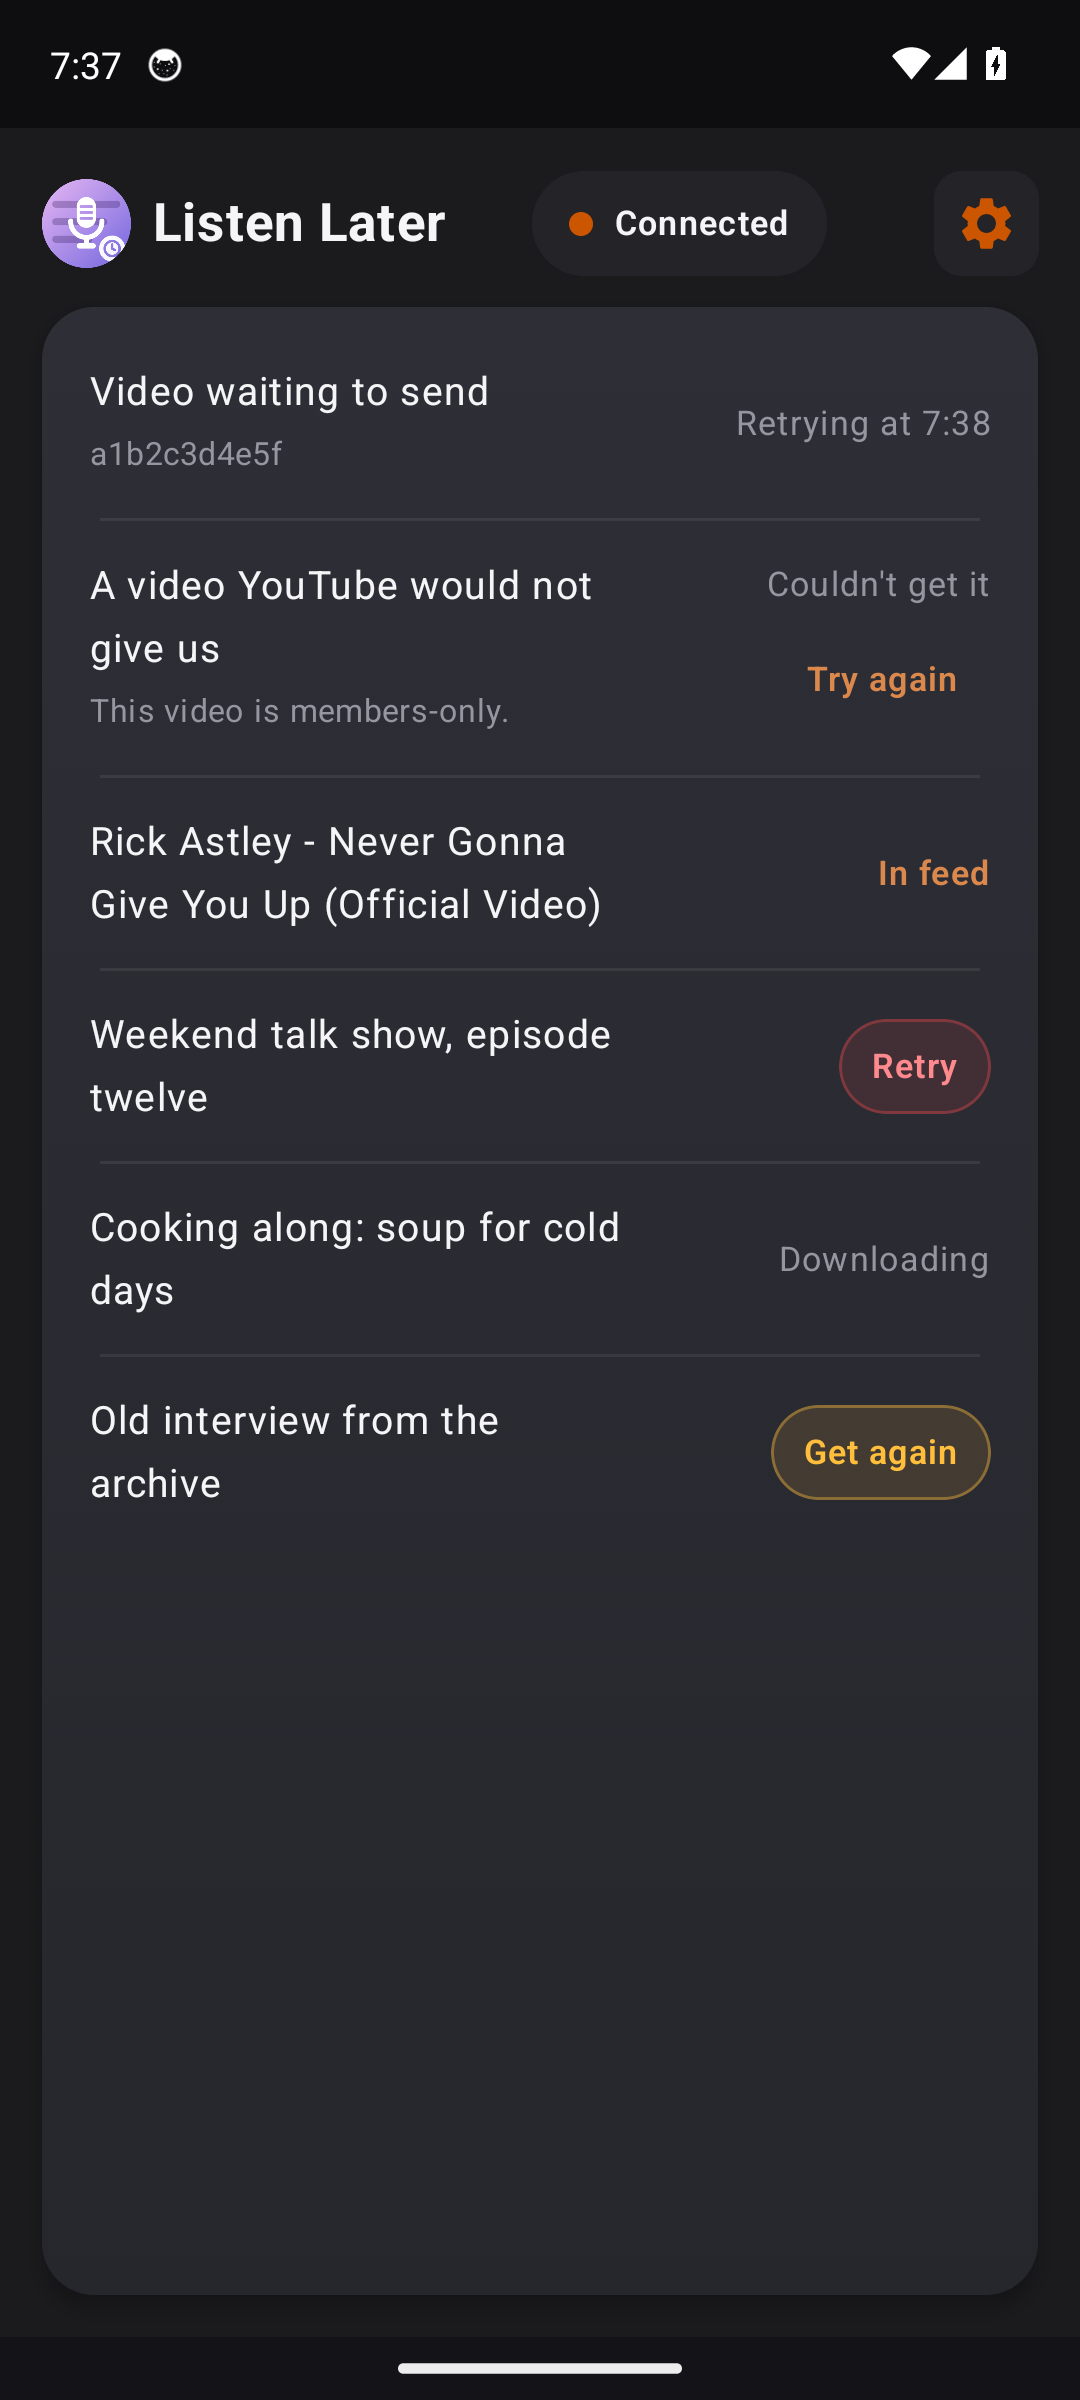 7:37
Listen Later
Connected
Video waiting to send
a1b2c3d4e5f
Retrying at 7:38
A video YouTube would not
give us
This video is members-only.
Couldn't get it
Try again
Rick Astley - Never Gonna
Give You Up (Official Video)
In feed
Weekend talk show, episode
twelve
Retry
Cooking along: soup for cold
days
Downloading
Old interview from the
archive
Get again